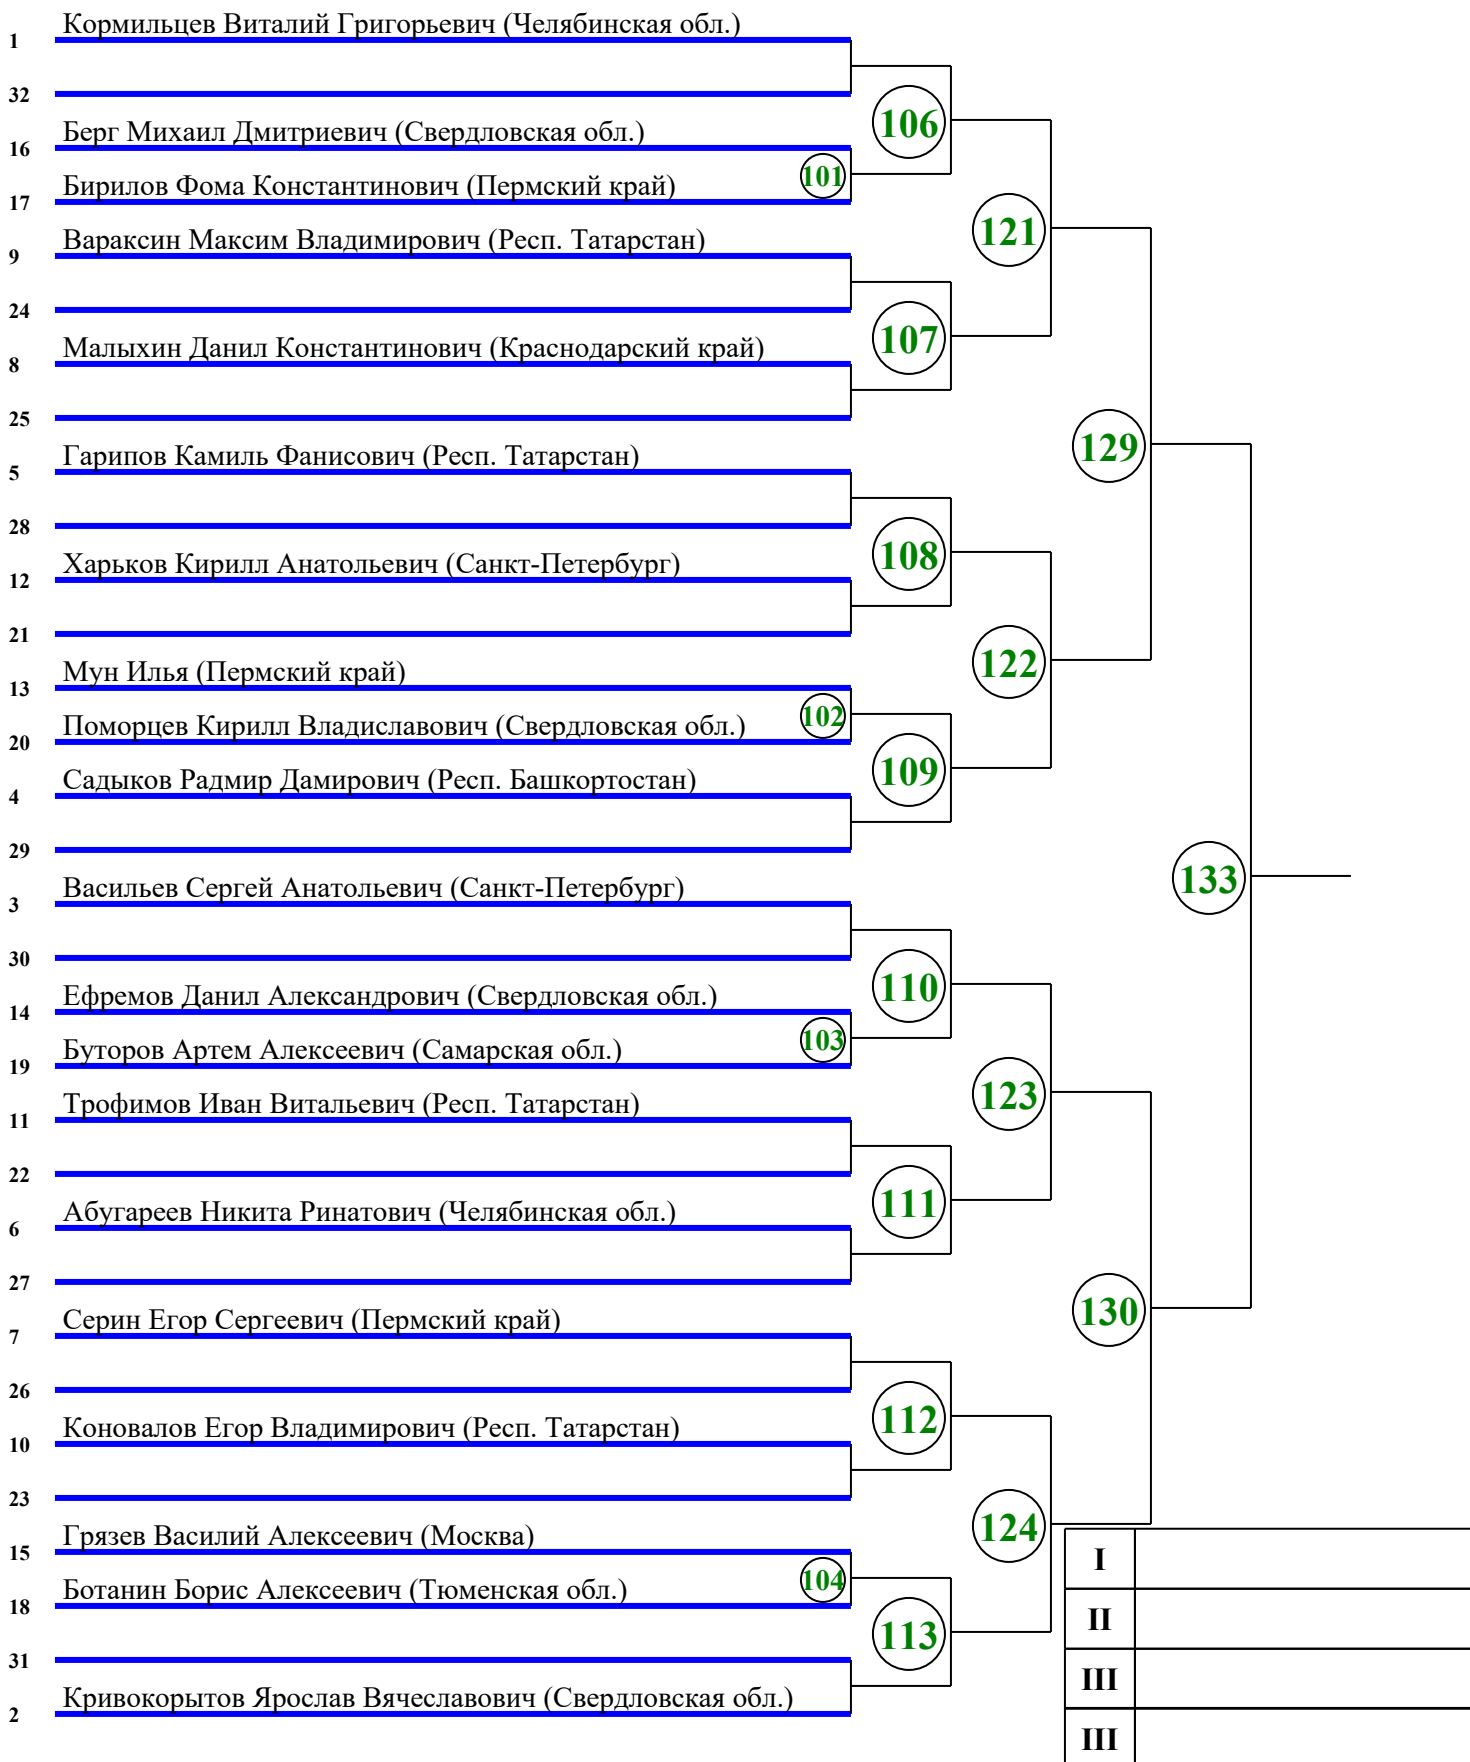 1 Кормильцев Виталий Григорьевич (Челябинская обл.)
32
106
16 Берг Михаил Дмитриевич (Свердловская обл.)
101
17 Бирилов Фома Константинович (Пермский край)
121
9 Вараксин Максим Владимирович (Респ. Татарстан)
24
107
8 Малыхин Данил Константинович (Краснодарский край)
25
129
5 Гарипов Камиль Фанисович (Респ. Татарстан)
28
108
12 Харьков Кирилл Анатольевич (Санкт-Петербург)
21
122
13 Мун Илья (Пермский край)
102
20 Поморцев Кирилл Владиславович (Свердловская обл.)
109
4 Садыков Радмир Дамирович (Респ. Башкортостан)
29
133
3 Васильев Сергей Анатольевич (Санкт-Петербург)
30
110
14 Ефремов Данил Александрович (Свердловская обл.)
103
19 Буторов Артем Алексеевич (Самарская обл.)
123
11 Трофимов Иван Витальевич (Респ. Татарстан)
22
111
6 Абугареев Никита Ринатович (Челябинская обл.)
27
130
7 Серин Егор Сергеевич (Пермский край)
26
112
10 Коновалов Егор Владимирович (Респ. Татарстан)
23
124
15 Грязев Василий Алексеевич (Москва)
104
18 Ботанин Борис Алексеевич (Тюменская обл.)
113
31
2 Кривокорытов Ярослав Вячеславович (Свердловская обл.)
I
II
III
III